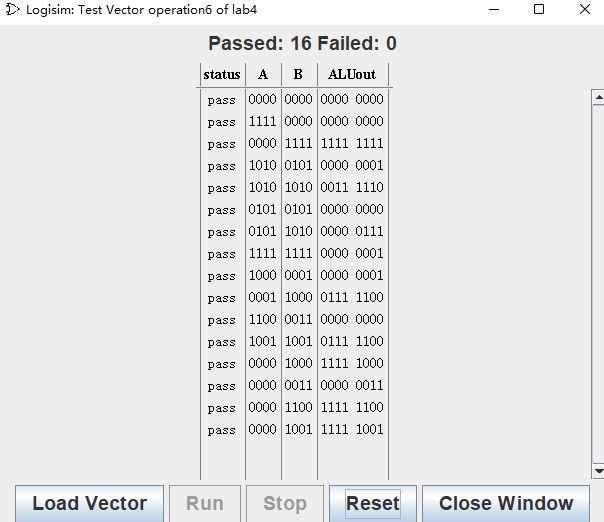 Logisim: Test Vector operation6 of lab4
Passed: 16 Failed: 0
status A B ALUout
pass 0000 0000 0000 0000
pass 1111 0000 0000 0000
pass 0000 1111 1111 1111
pass 1010 0101 0000 0001
pass 1010 1010 0011 1110
pass 0101 0101 0000 0000
pass 0101 1010 0000 0111
pass 1111 1111 0000 0001
pass 1000 0001 0000 0001
pass 0001 1000 0111 1100
pass 1100 0011 0000 0000
pass 1001 1001 0111 1100
pass 0000 1000 1111 1000
pass 0000 0011 0000 0011
pass 0000 1100 1111 1100
pass 0000 1001 1111 1001
Load Vector Run Stop Reset Close Window